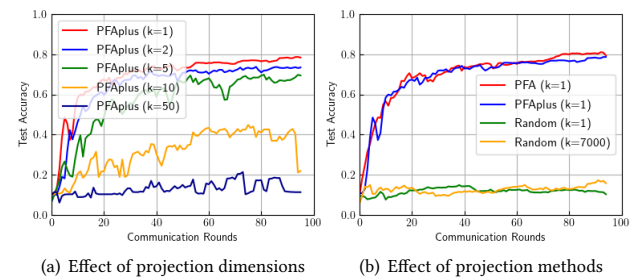 1.0
0.8
0.6
0.4
0.2
0.0
Test Accuracy
PFAplus (k=1)
PFAplus (k=2)
PFAplus (k=5)
PFAplus (k=10)
PFAplus (k=50)
0 20 40 60 80 100
Communication Rounds
(a) Effect of projection dimensions
1.0
0.8
0.6
0.4
0.2
0.0
Test Accuracy
PFA (k=1)
PFAplus (k=1)
Random (k=1)
Random (k=7000)
0 20 40 60 80 100
Communication Rounds
(b) Effect of projection methods